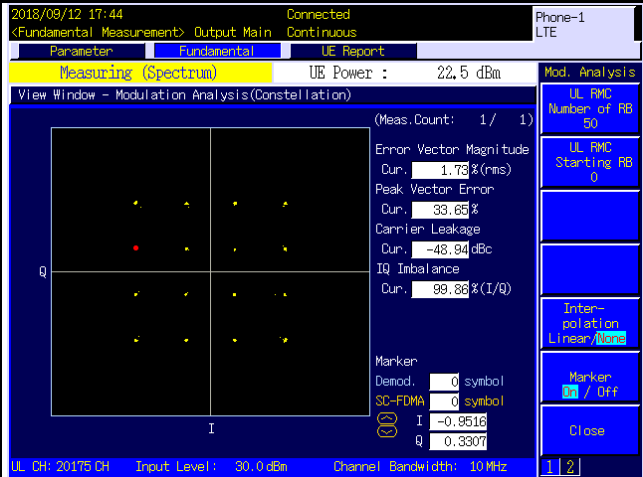 2018/09/12 17:44 Connected Phone-1
<Fundamental Measurement> Output Main Continuous LTE
Parameter Fundamental UE Report
Measuring (Spectrum) UE Power : 22.5 dBm Mod. Analysis
View Window - Modulation Analysis(Constellation)
UL RMC
Number of RB
50
(Meas.Count: 1/ 1)
Error Vector Magnitude
Cur. 1.73 %(rms)
Peak Vector Error
Cur. 33.65 %
Carrier Leakage
Cur. -48.94 dBc
IQ Imbalance
Cur. 99.86 %(I/Q)
UL RMC
Starting RB
0
Q
I
Marker
Demod. 0 symbol
SC-FDMA 0 symbol
I -0.9516
Q 0.3307
Inter-
polation
Linear/None
Marker
On / Off
Close
UL CH: 20175 CH Input Level: 30.0 dBm Channel Bandwidth: 10 MHz 1 2